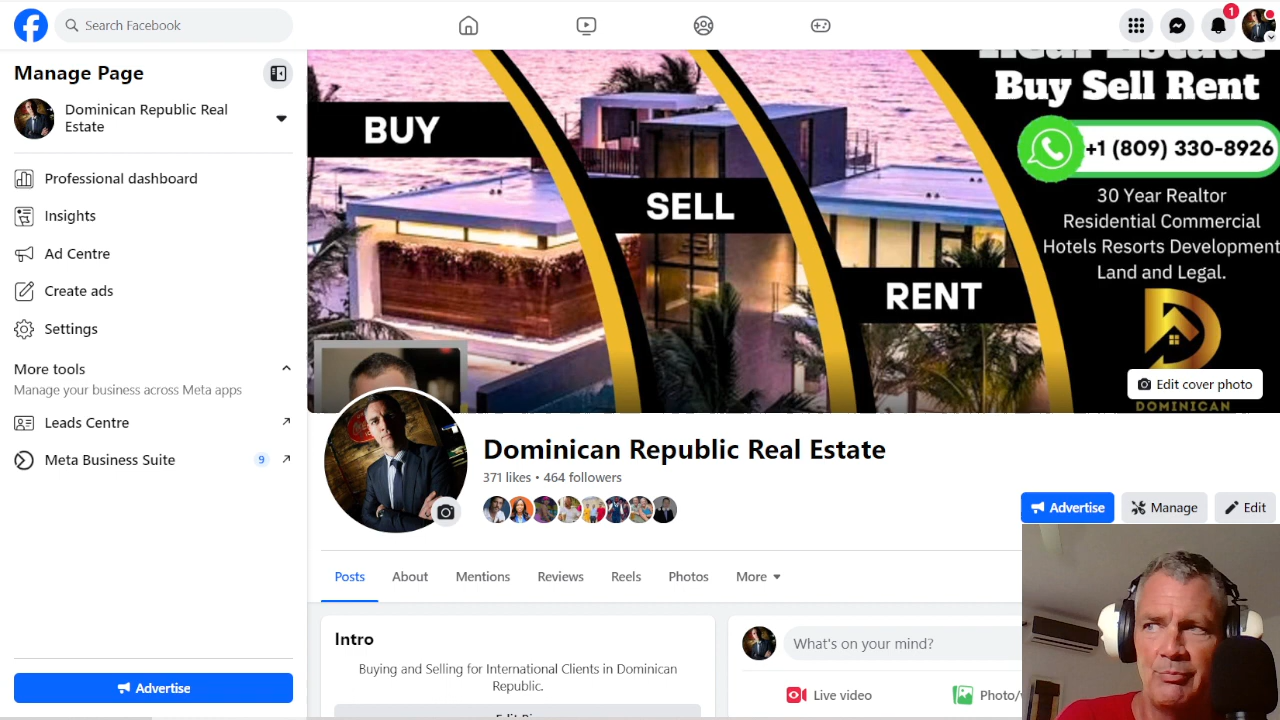 Search Facebook
1
Manage Page
Dominican Republic Real
Estate
Professional dashboard
Insights
Ad Centre
Create ads
Settings
More tools
Manage your business across Meta apps
Leads Centre
Meta Business Suite
9
Advertise
BUY
SELL
RENT
Real Estate
Buy Sell Rent
+1 (809) 330-8926
30 Year Realtor
Residential Commercial
Hotels Resorts Development
Land and Legal.
DOMINICAN
Edit cover photo
Dominican Republic Real Estate
371 likes • 464 followers
Advertise
Manage
Edit
Posts
About
Mentions
Reviews
Reels
Photos
More
Intro
Buying and Selling for International Clients in Dominican
Republic.
What's on your mind?
Live video